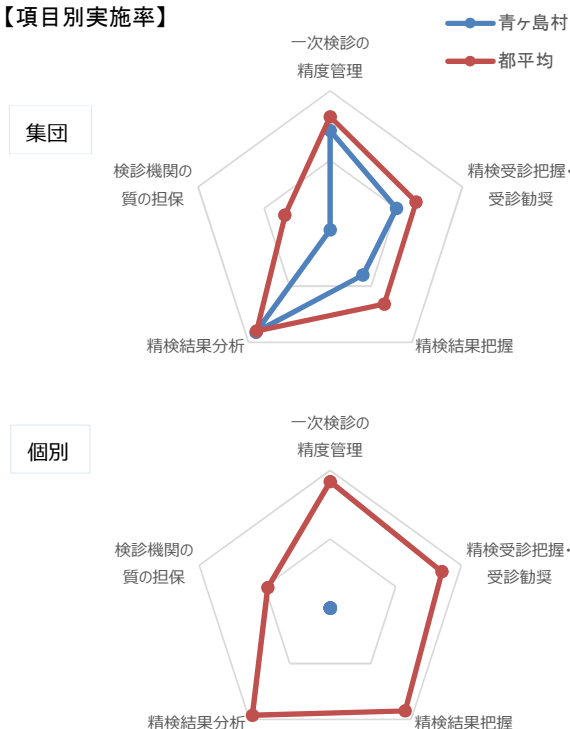 【項目別実施率】
青ヶ島村
都平均
集団
一次検診の
精度管理
検診機関の
質の担保
精検受診把握・
受診勧奨
精検結果分析
精検結果把握
個別
一次検診の
精度管理
検診機関の
質の担保
精検受診把握・
受診勧奨
精検結果分析
精検結果把握